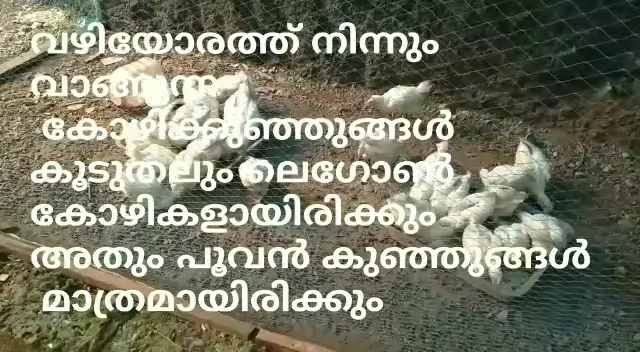 വഴിയോരത്ത് നിന്നും
വാങ്ങുന്ന
കോഴിക്കുഞ്ഞുങ്ങൾ
കൂടുതലും ലെഗോൺ
കോഴികളായിരിക്കും
അതും പൂവൻ കുഞ്ഞുങ്ങൾ
മാത്രമായിരിക്കും